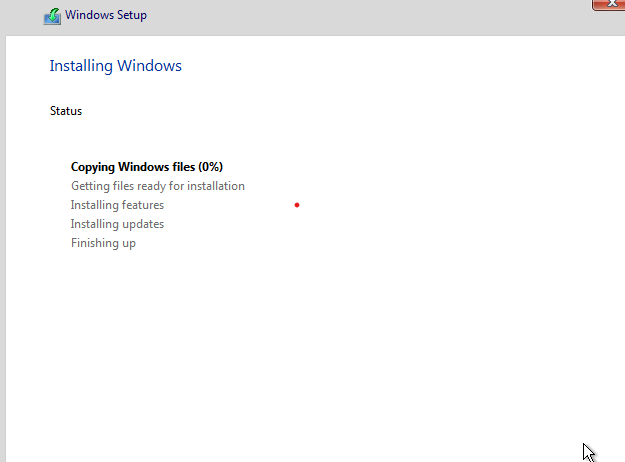 Windows Setup
Installing Windows
Status
Copying Windows files (0%)
Getting files ready for installation
Installing features
Installing updates
Finishing up